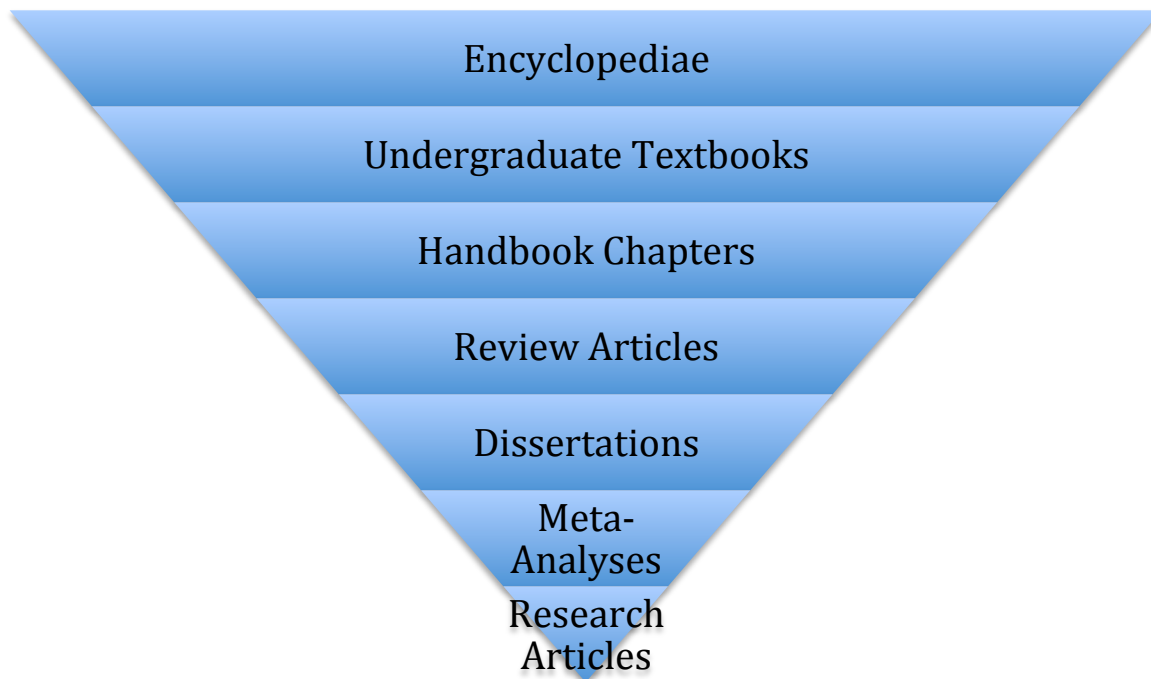 Encyclopediae
Undergraduate Textbooks
Handbook Chapters
Review Articles
Dissertations
Meta-
Analyses
Research
Articles